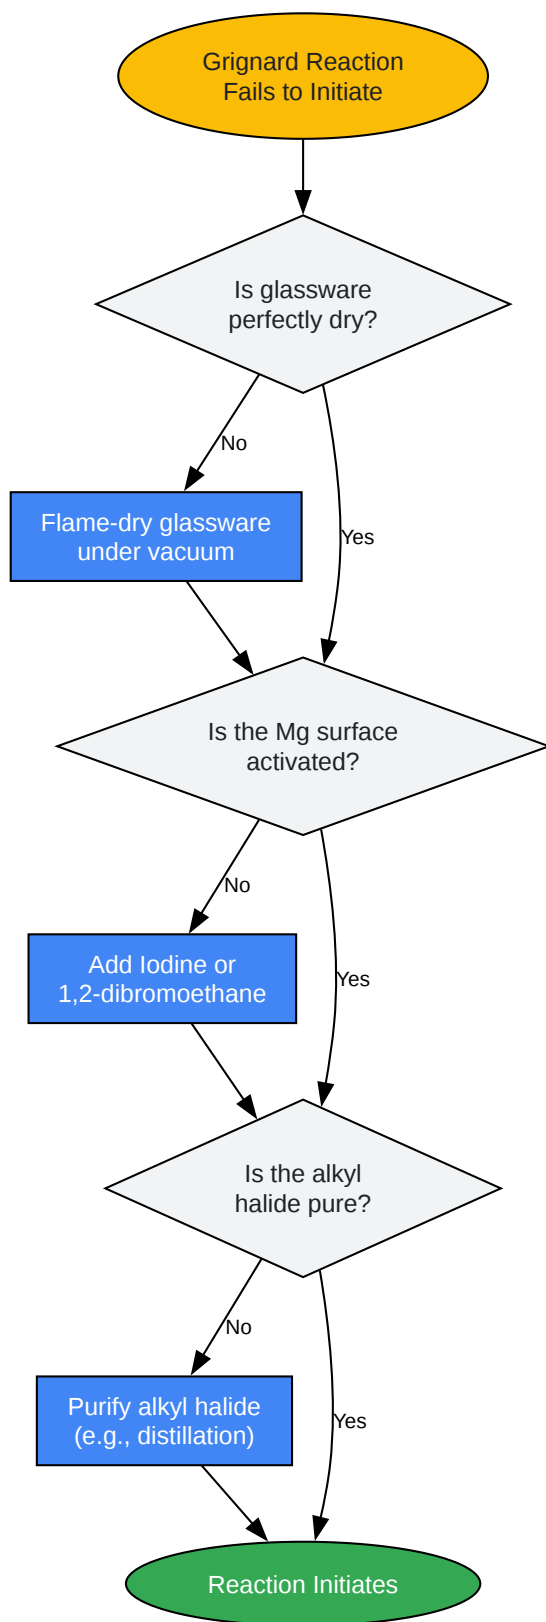 Grignard Reaction
Fails to Initiate
Is glassware
perfectly dry?
No
Flame-dry glassware
under vacuum
Yes
Is the Mg surface
activated?
No
Add Iodine or
1,2-dibromoethane
Yes
Is the alkyl
halide pure?
No
Purify alkyl halide
(e.g., distillation)
Yes
Reaction Initiates